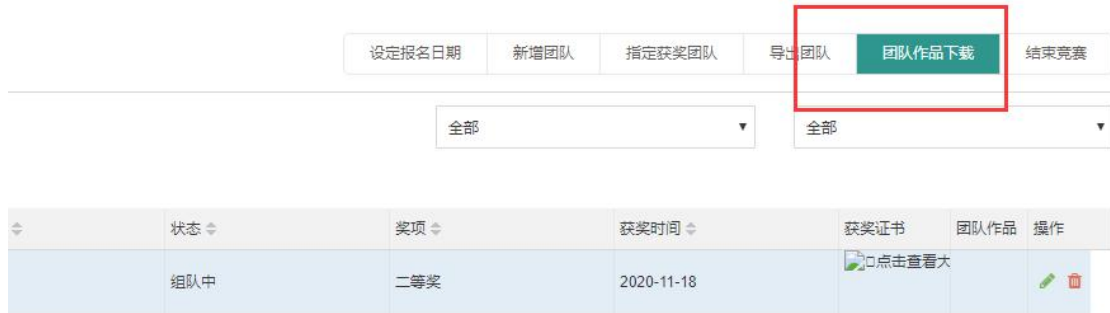 设定报名日期 新增团队 指定获奖团队 导出团队 团队作品下载 结束竞赛
全部 全部
状态 奖项 获奖时间 获奖证书 团队作品 操作
组队中 二等奖 2020-11-18 点击查看大